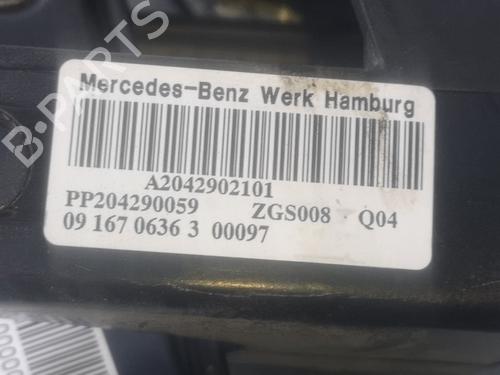 B-PARTS
Mercedes-Benz Werk Hamburg
A2042902101
PP204290059 ZGS008 Q04
09 167 0636 3 00097